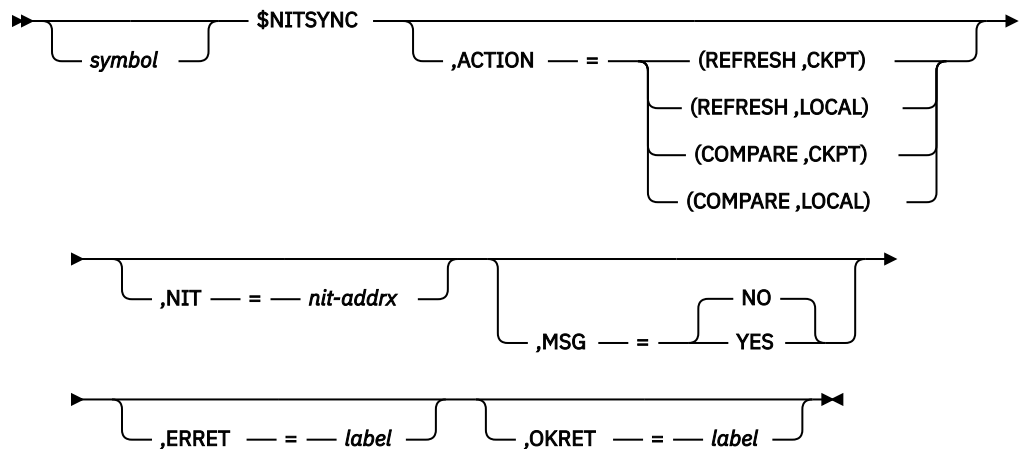 symbol $NITSYNC
,ACTION = (REFRESH ,CKPT)
(REFRESH ,LOCAL)
(COMPARE ,CKPT)
(COMPARE ,LOCAL)
,NIT = nit-addrx
NO
,MSG = YES
,ERRET = label ,OKRET = label